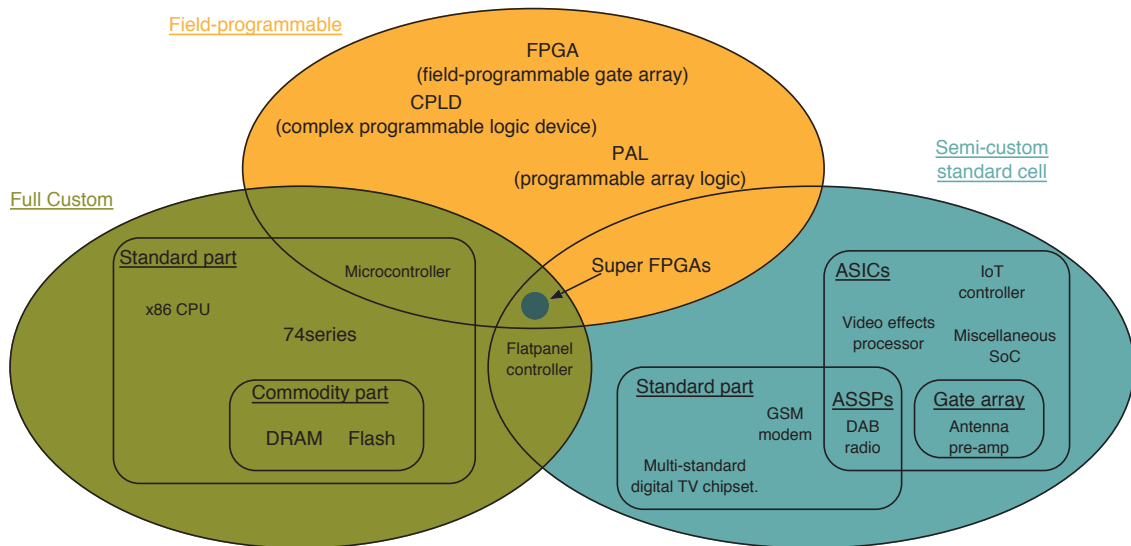 Field-programmable
FPGA
(field-programmable gate array)
CPLD
(complex programmable logic device)
PAL
(programmable array logic)
Semi-custom
standard cell
Full Custom
Standard part
Microcontroller
x86 CPU
74series
Commodity part
DRAM Flash
Super FPGAs
Flatpanel
controller
ASICs
IoT
controller
Video effects
processor
Miscellaneous
SoC
Standard part
GSM
modem
Multi-standard
digital TV chipset.
ASSPs
DAB
radio
Gate array
Antenna
pre-amp